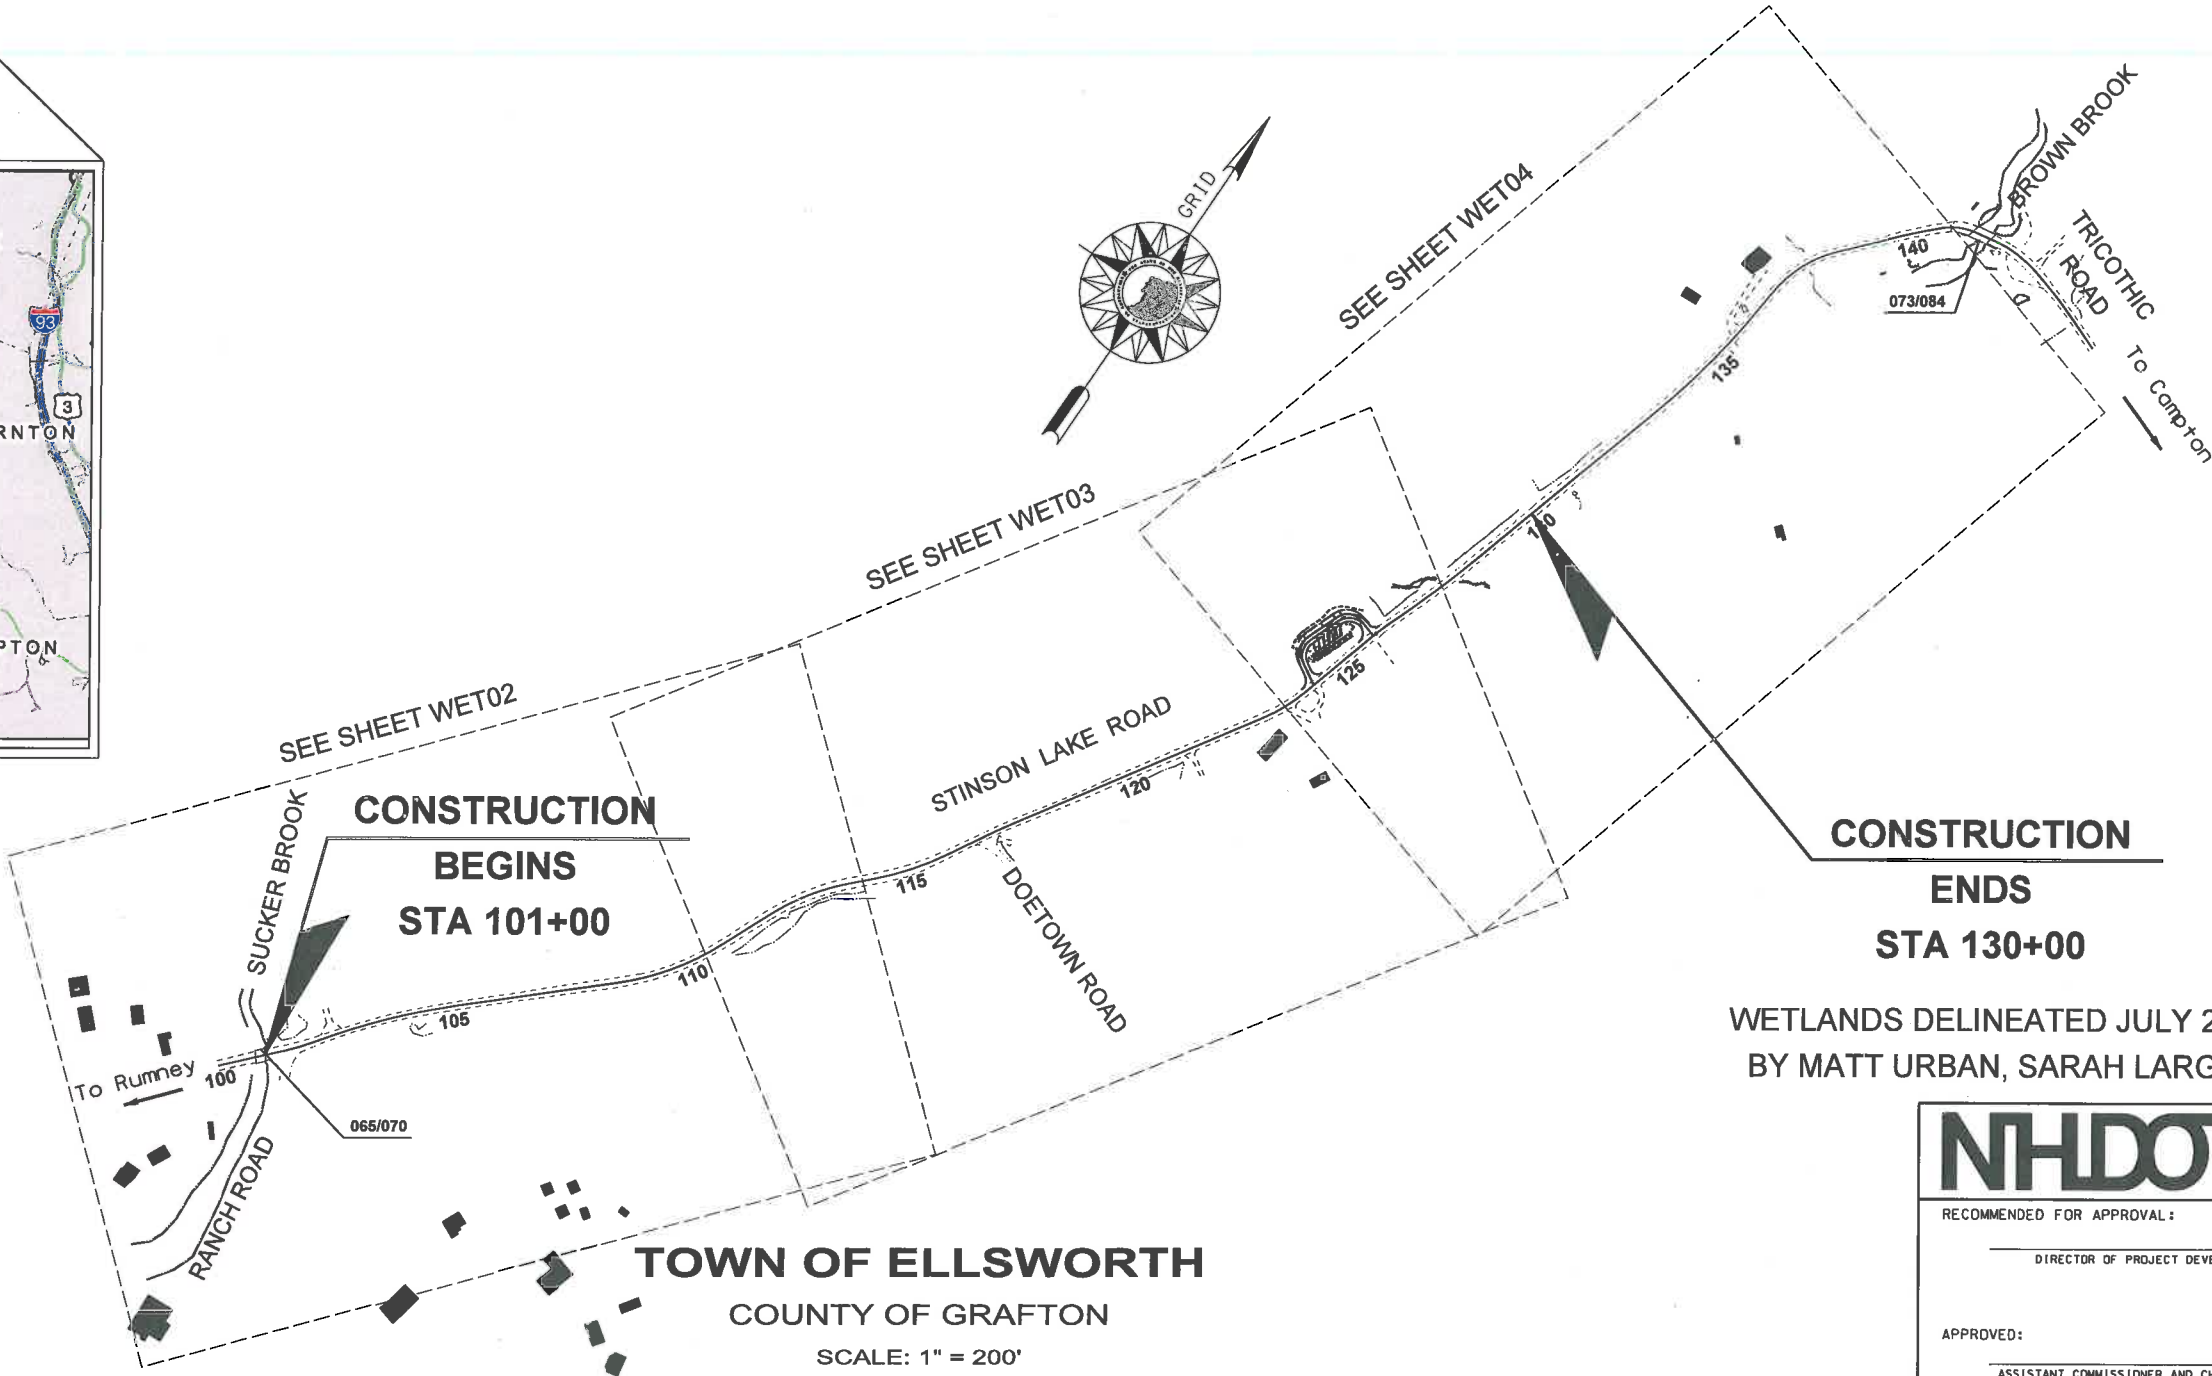 93
3
RNTON
PTON
GRID
SEE SHEET WET04
BROWN BROOK
TRICOTHIC
ROAD
To Campton
140
073/084
135
130
SEE SHEET WET03
125
SEE SHEET WET02
STINSON LAKE ROAD
120
115
DOETOWN ROAD
110
105
SUCKER BROOK
CONSTRUCTION
BEGINS
STA 101+00
CONSTRUCTION
ENDS
STA 130+00
To Rumney
100
065/070
RANCH ROAD
WETLANDS DELINEATED JULY 2
BY MATT URBAN, SARAH LARG
TOWN OF ELLSWORTH
COUNTY OF GRAFTON
SCALE: 1" = 200'
NHDOT
RECOMMENDED FOR APPROVAL:
DIRECTOR OF PROJECT DEVE
APPROVED:
ASSISTANT COMMISSIONER AND CH